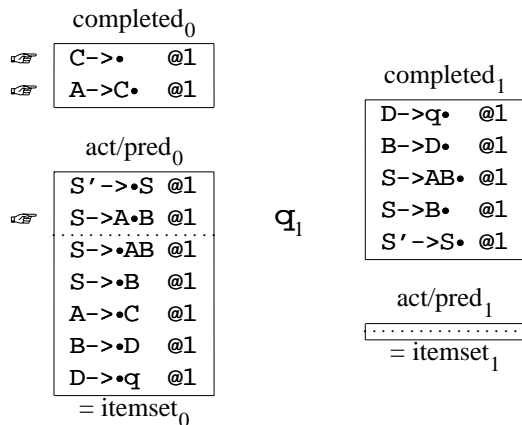 completed0
☞ C->• @1
☞ A->C• @1
act/pred0
S'->•S @1
☞ S->A•B @1
S->•AB @1
S->•B @1
A->•C @1
B->•D @1
D->•q @1
= itemset0
q1
completed1
D->q• @1
B->D• @1
S->AB• @1
S->B• @1
S'->S• @1
act/pred1
= itemset1